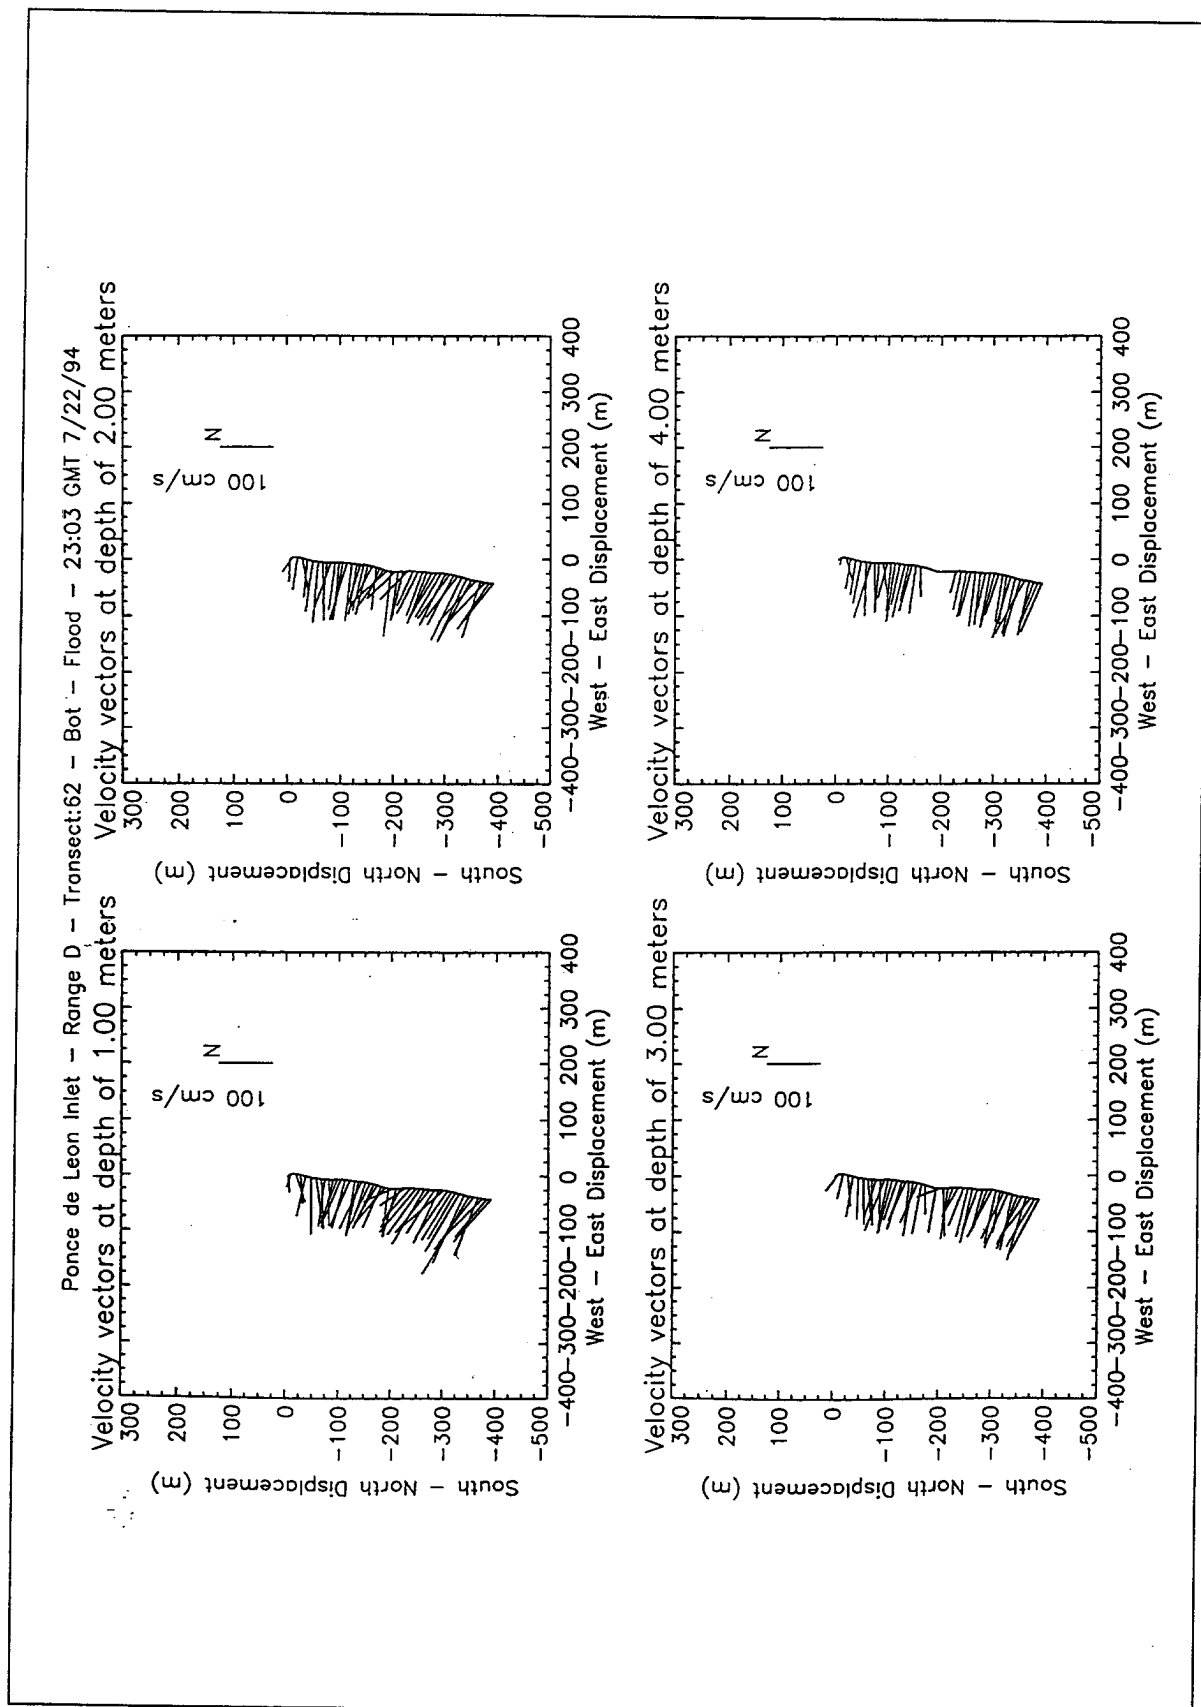 Ponce de Leon Inlet – Range D – Transect:62 – Bot – Flood – 23:03 GMT 7/22/94
Velocity vectors at depth of 1.00 meters
300
200
100
0
–100
–200
–300
–400
–500
South – North Displacement (m)
100 cm/s
N
–400–300–200–100 0 100 200 300 400
West – East Displacement (m)
Velocity vectors at depth of 2.00 meters
300
200
100
0
–100
–200
–300
–400
–500
South – North Displacement (m)
100 cm/s
N
–400–300–200–100 0 100 200 300 400
West – East Displacement (m)
Velocity vectors at depth of 3.00 meters
300
200
100
0
–100
–200
–300
–400
–500
South – North Displacement (m)
100 cm/s
N
–400–300–200–100 0 100 200 300 400
West – East Displacement (m)
Velocity vectors at depth of 4.00 meters
300
200
100
0
–100
–200
–300
–400
–500
South – North Displacement (m)
100 cm/s
N
–400–300–200–100 0 100 200 300 400
West – East Displacement (m)